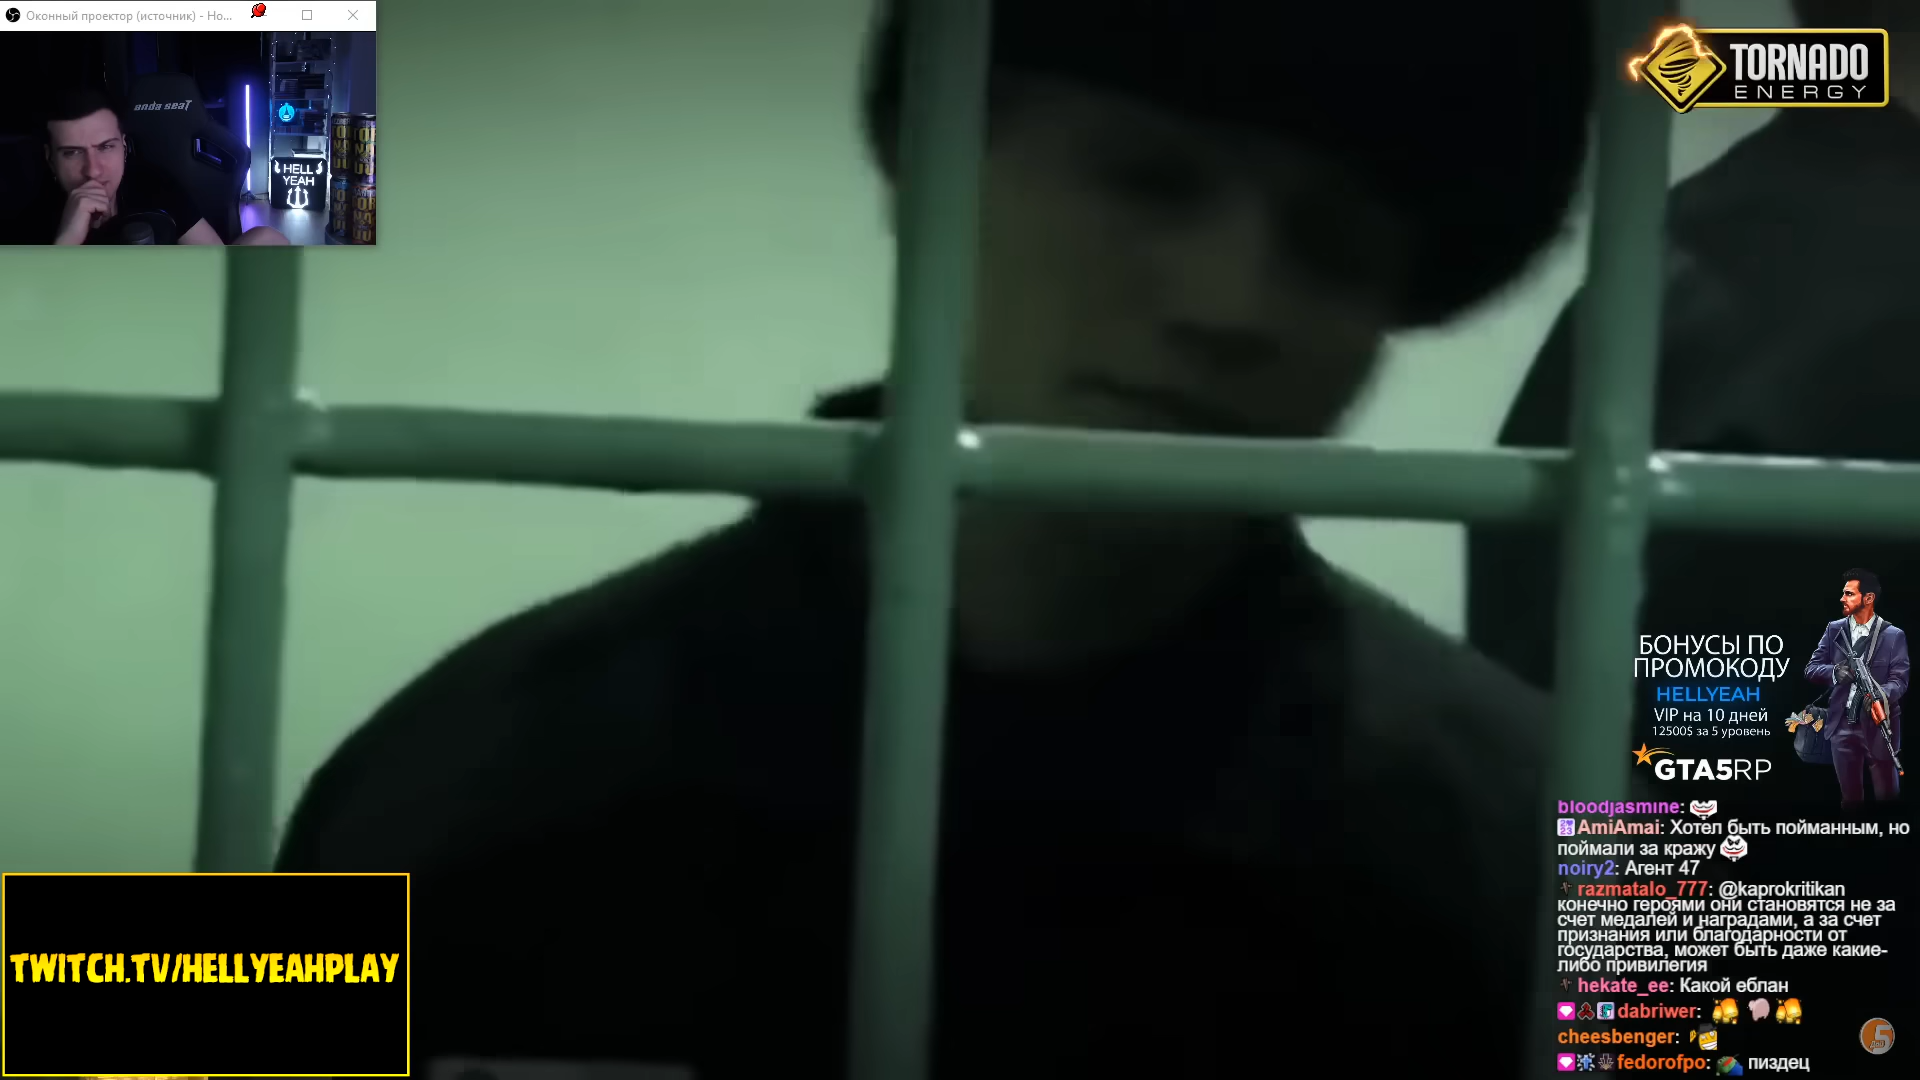 Оконный проектор (источник) - Но...
anda seaT
HELL
YEAH
TORNADO
ENERGY
БОНУСЫ ПО
ПРОМОКОДУ
HELLYEAH
VIP на 10 дней
12500$ за 5 уровень
GTA5RP
bloodjasmine:
AmiAmai: Хотел быть пойманным, но
поймали за кражу
noiry2: Агент 47
razmatalo_777: @kaprokritikan
конечно героями они становятся не за
счет медалей и наградами, а за счет
признания или благодарности от
государства, может быть даже какие-
либо привилегия
hekate_ee: Какой еблан
dabriwer:
cheesbenger:
fedorofpo: пиздец
TWITCH.TV/HELLYEAHPLAY
5